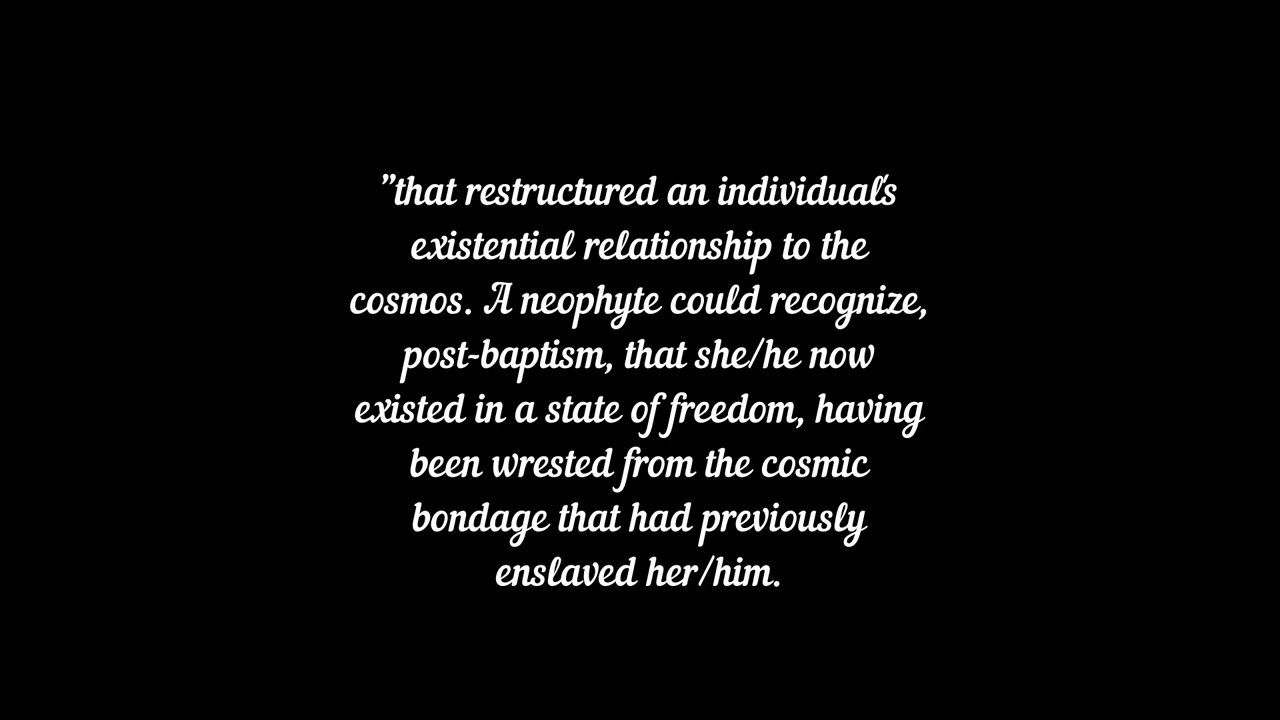 "that restructured an individual's
existential relationship to the
cosmos. A neophyte could recognize,
post-baptism, that she/he now
existed in a state of freedom, having
been wrested from the cosmic
bondage that had previously
enslaved her/him.